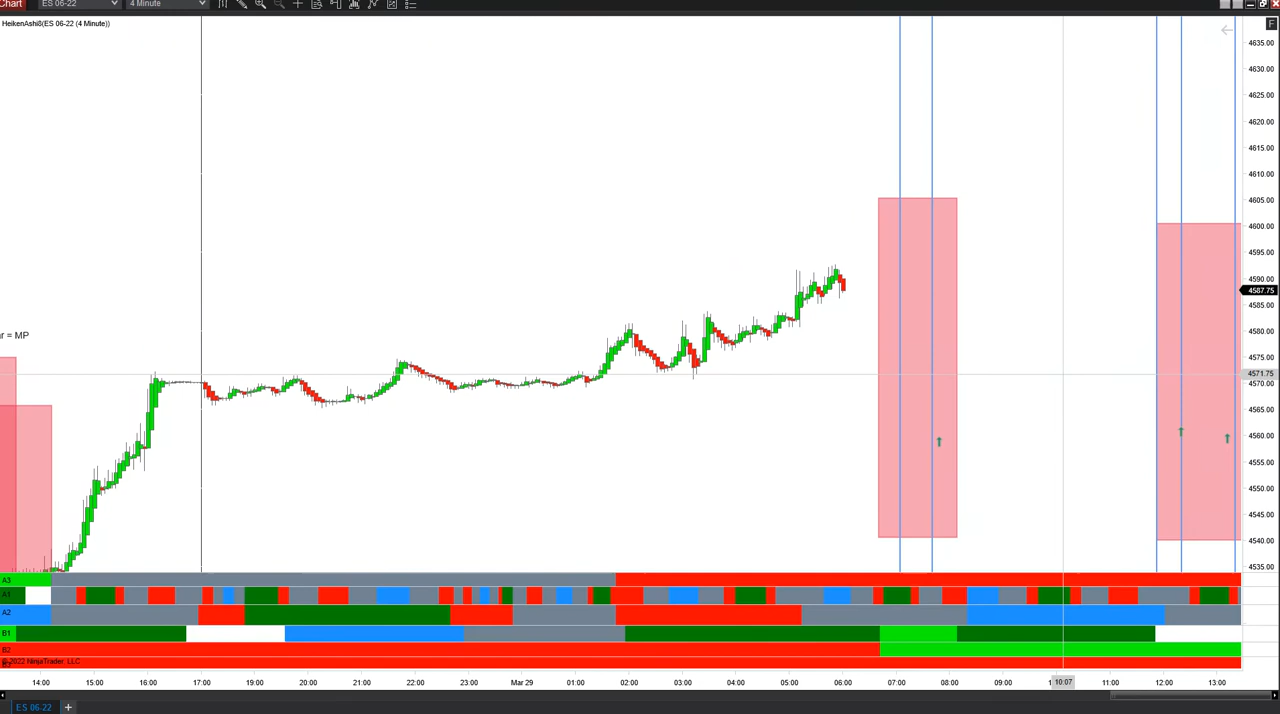 Chart ES 06-22 4 Minute
HeikenAshi8(ES 06-22 (4 Minute))
F
4635.00
4630.00
4625.00
4620.00
4615.00
4610.00
4605.00
4600.00
4595.00
4590.00
4587.75
4585.00
4580.00
4575.00
4571.75
4570.00
4565.00
4560.00
4555.00
4550.00
4545.00
4540.00
4535.00
r = MP
A3
A1
A2
B1
B2
© 2022 NinjaTrader, LLC
14:00 15:00 16:00 17:00 19:00 20:00 21:00 22:00 23:00 Mar 29 01:00 02:00 03:00 04:00 05:00 06:00 07:00 08:00 09:00 10:07 11:00 12:00 13:00
ES 06-22 +